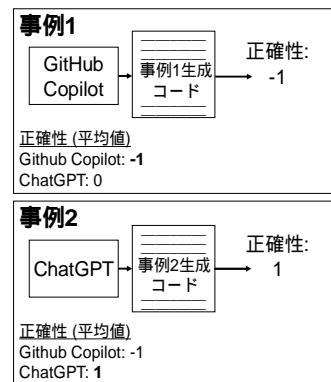 事例1
GitHub
Copilot
事例1生成
コード
正確性:
-1
正確性 (平均値)
Github Copilot: -1
ChatGPT: 0
事例2
ChatGPT
事例2生成
コード
正確性:
1
正確性 (平均値)
Github Copilot: -1
ChatGPT: 1